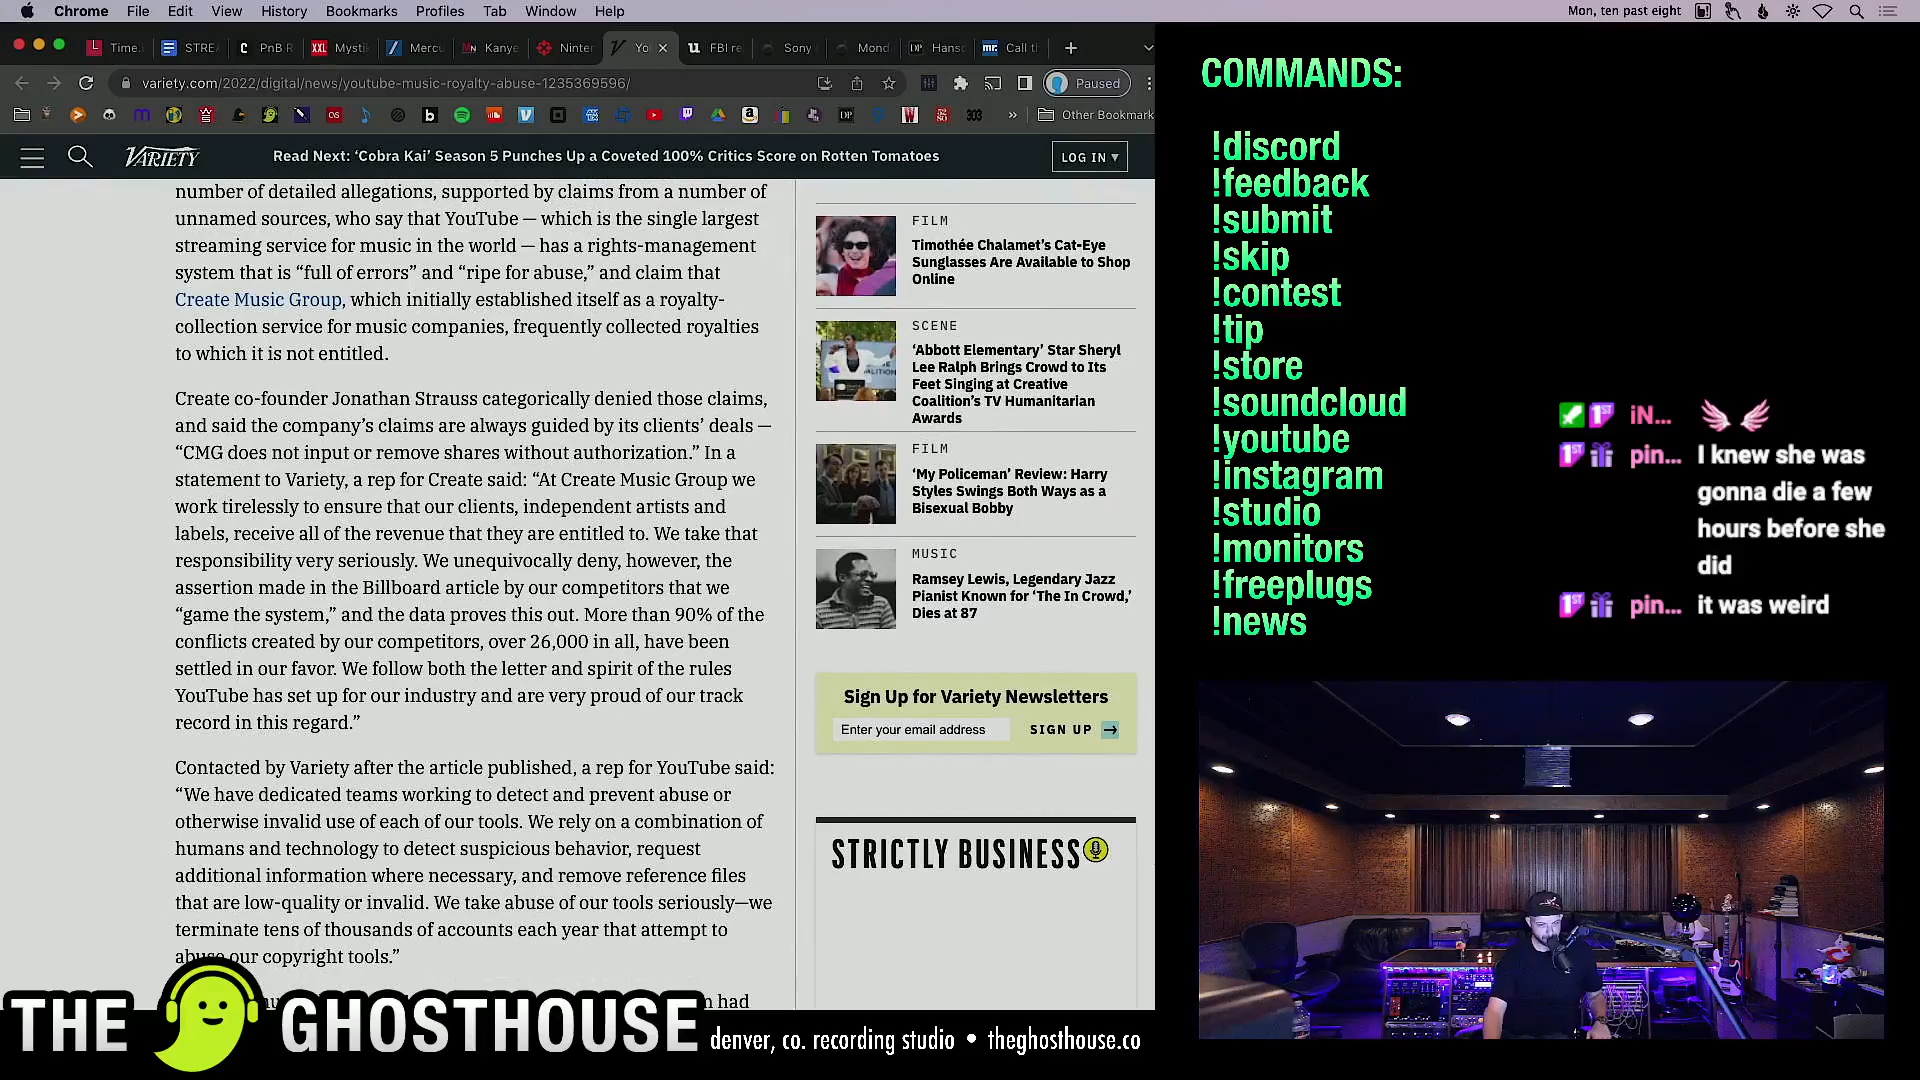 Chrome File Edit View History Bookmarks Profiles Tab Window Help
Mon, ten past eight
Time. STRE PnB R Mysti Mercu Kanye Ninten Yo FBI re Sony Mond Hanso Call th
variety.com/2022/digital/news/youtube-music-royalty-abuse-1235369596/
Paused
Other Bookmark
VARIETY
Read Next: ‘Cobra Kai’ Season 5 Punches Up a Coveted 100% Critics Score on Rotten Tomatoes
LOG IN
number of detailed allegations, supported by claims from a number of
unnamed sources, who say that YouTube — which is the single largest
streaming service for music in the world — has a rights-management
system that is “full of errors” and “ripe for abuse,” and claim that
Create Music Group, which initially established itself as a royalty-
collection service for music companies, frequently collected royalties
to which it is not entitled.
Create co-founder Jonathan Strauss categorically denied those claims,
and said the company’s claims are always guided by its clients’ deals —
“CMG does not input or remove shares without authorization.” In a
statement to Variety, a rep for Create said: “At Create Music Group we
work tirelessly to ensure that our clients, independent artists and
labels, receive all of the revenue that they are entitled to. We take that
responsibility very seriously. We unequivocally deny, however, the
assertion made in the Billboard article by our competitors that we
“game the system,” and the data proves this out. More than 90% of the
conflicts created by our competitors, over 26,000 in all, have been
settled in our favor. We follow both the letter and spirit of the rules
YouTube has set up for our industry and are very proud of our track
record in this regard.”
Contacted by Variety after the article published, a rep for YouTube said:
“We have dedicated teams working to detect and prevent abuse or
otherwise invalid use of each of our tools. We rely on a combination of
humans and technology to detect suspicious behavior, request
additional information where necessary, and remove reference files
that are low-quality or invalid. We take abuse of our tools seriously—we
terminate tens of thousands of accounts each year that attempt to
abuse our copyright tools.”
had
FILM
Timothée Chalamet’s Cat-Eye
Sunglasses Are Available to Shop
Online
SCENE
‘Abbott Elementary’ Star Sheryl
Lee Ralph Brings Crowd to Its
Feet Singing at Creative
Coalition’s TV Humanitarian
Awards
FILM
‘My Policeman’ Review: Harry
Styles Swings Both Ways as a
Bisexual Bobby
MUSIC
Ramsey Lewis, Legendary Jazz
Pianist Known for ‘The In Crowd,’
Dies at 87
Sign Up for Variety Newsletters
Enter your email address SIGN UP
STRICTLY BUSINESS
COMMANDS:
!discord
!feedback
!submit
!skip
!contest
!tip
!store
!soundcloud
!youtube
!instagram
!studio
!monitors
!freeplugs
!news
1ST iN...
1ST pin... I knew she was
gonna die a few
hours before she
did
1ST pin... it was weird
THE GHOSTHOUSE
denver, co. recording studio • theghosthouse.co